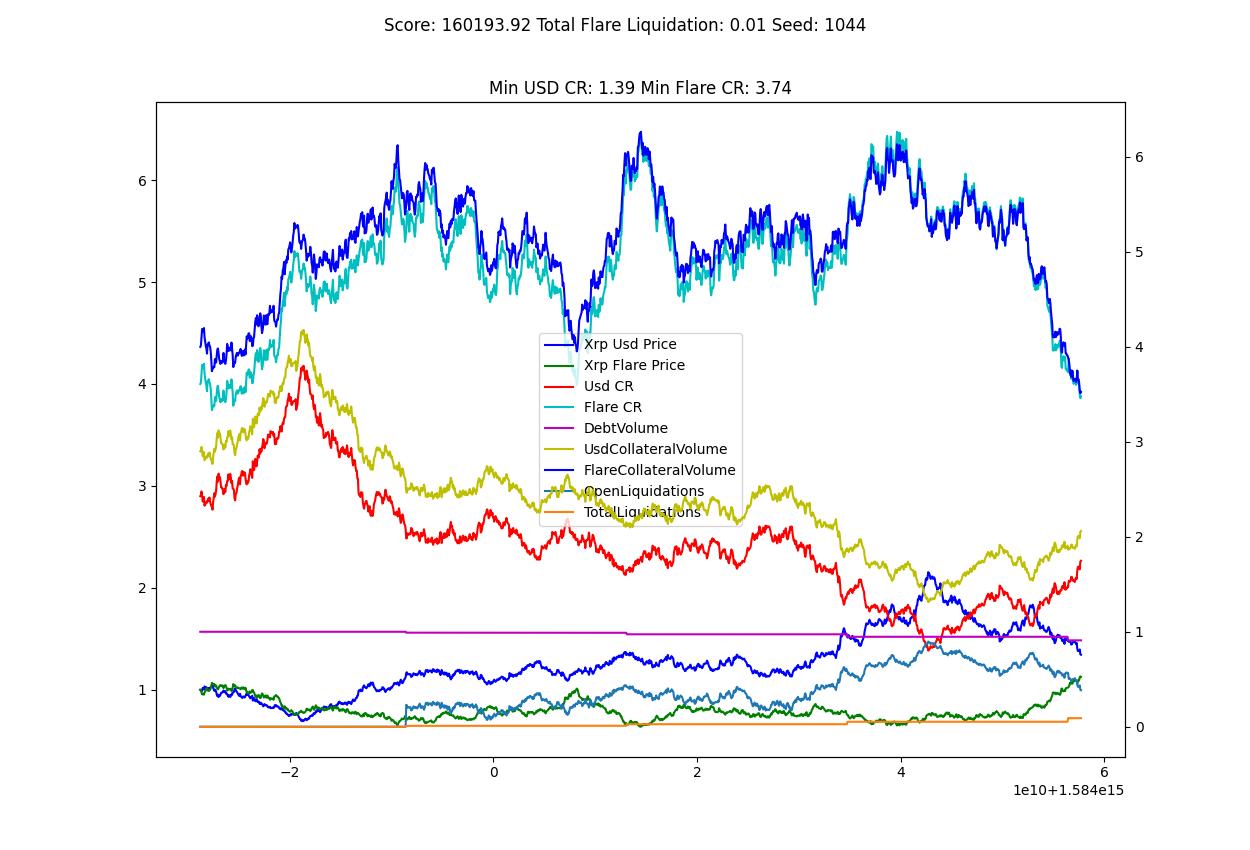 Score: 160193.92 Total Flare Liquidation: 0.01 Seed: 1044
Min USD CR: 1.39 Min Flare CR: 3.74
6
5
4
3
2
1
6
5
4
3
2
1
0
Xrp Usd Price
Xrp Flare Price
Usd CR
Flare CR
DebtVolume
UsdCollateralVolume
FlareCollateralVolume
OpenLiquidations
TotalLiquidations
−2 0 2 4 6
1e10+1.584e15